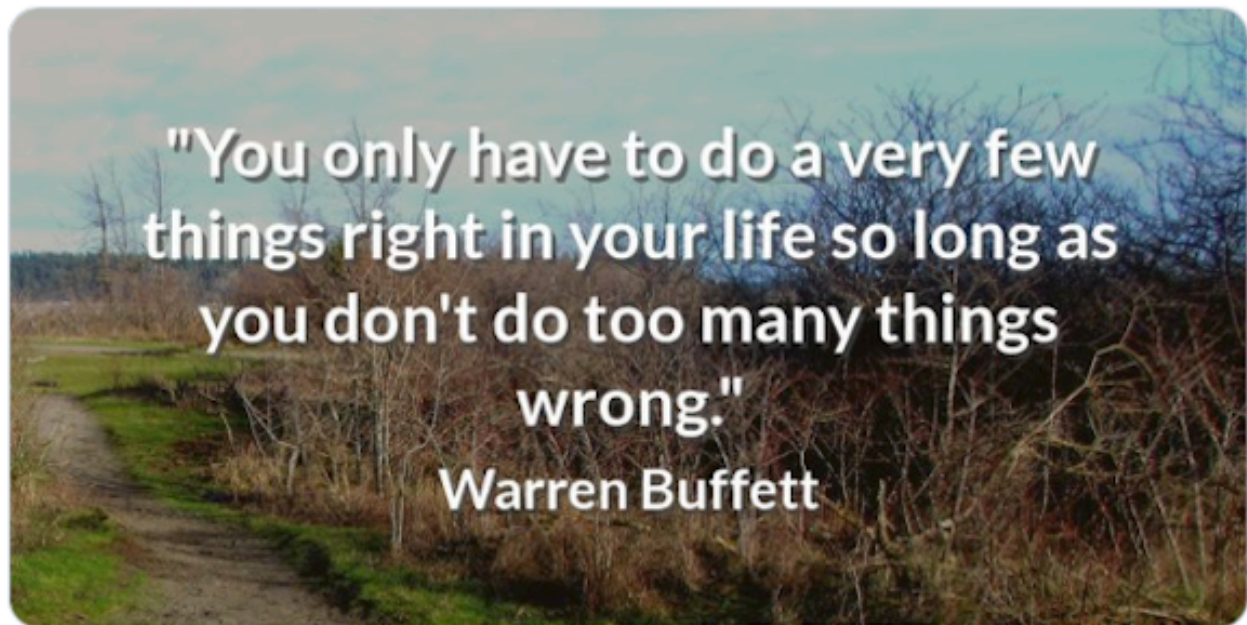 "You only have to do a very few
things right in your life so long as
you don't do too many things
wrong."
Warren Buffett